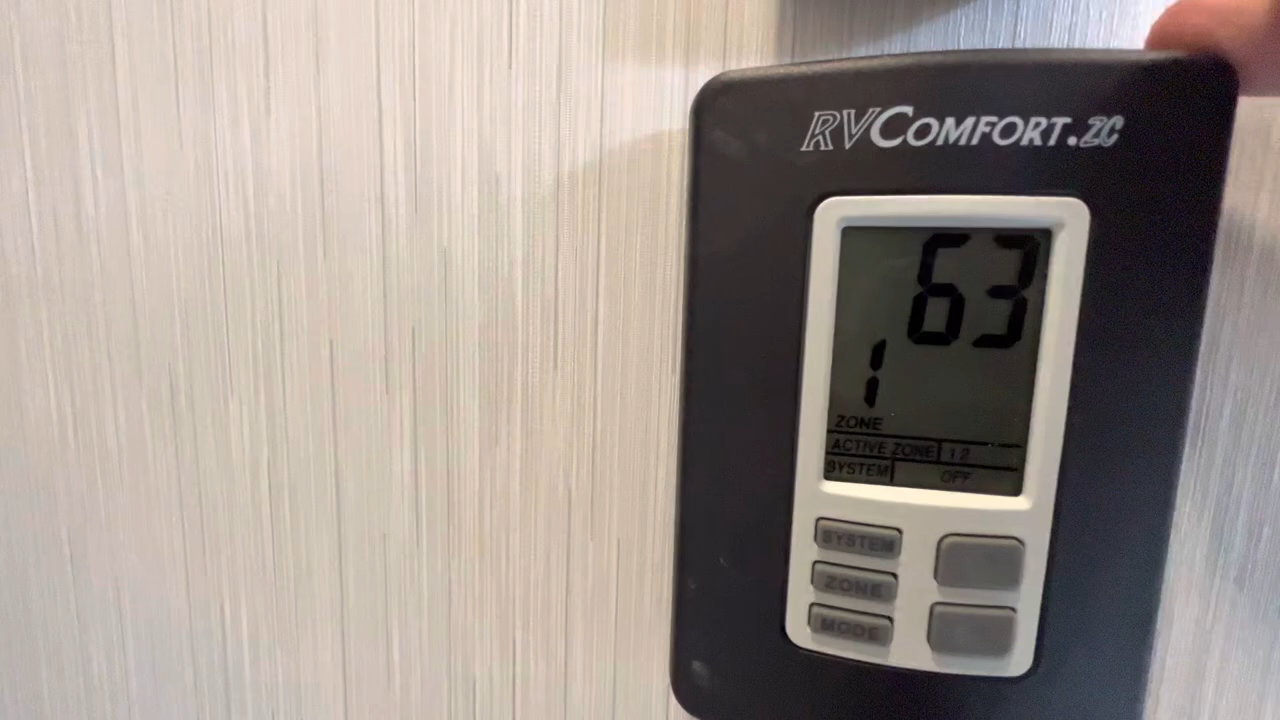 RVCOMFORT.ZC
63
1
ZONE
ACTIVE ZONE 1 2
SYSTEM OFF
SYSTEM
ZONE
MODE